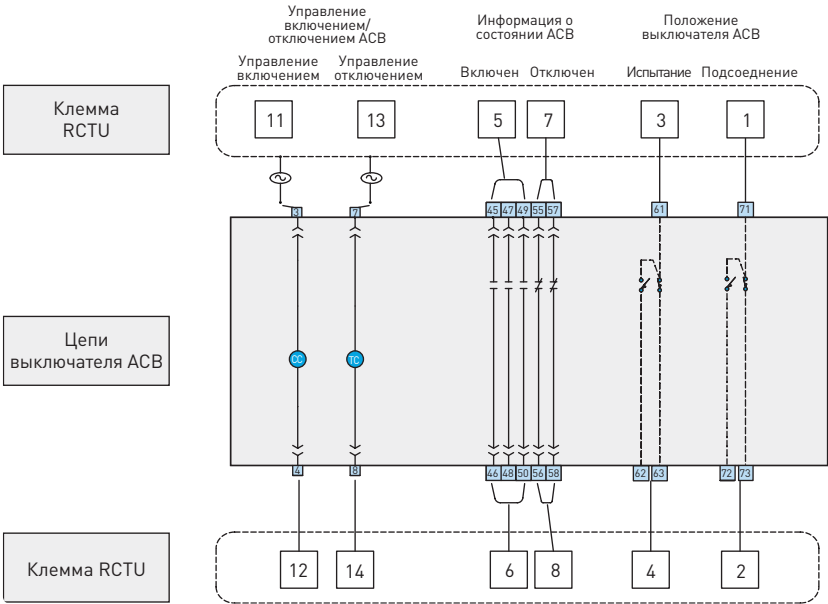 Управление
включением/
отключением ACB
Информация о
состоянии ACB
Положение
выключателя ACB
Управление
включением
Управление
отключением
Включен
Отключен
Испытание
Подсоеднение
Клемма
RCTU
11
13
5
7
3
1
3
7
45
47
49
55
57
61
71
Цепи
выключателя ACB
CC
TC
4
8
46
48
50
56
58
62
63
72
73
Клемма RCTU
12
14
6
8
4
2